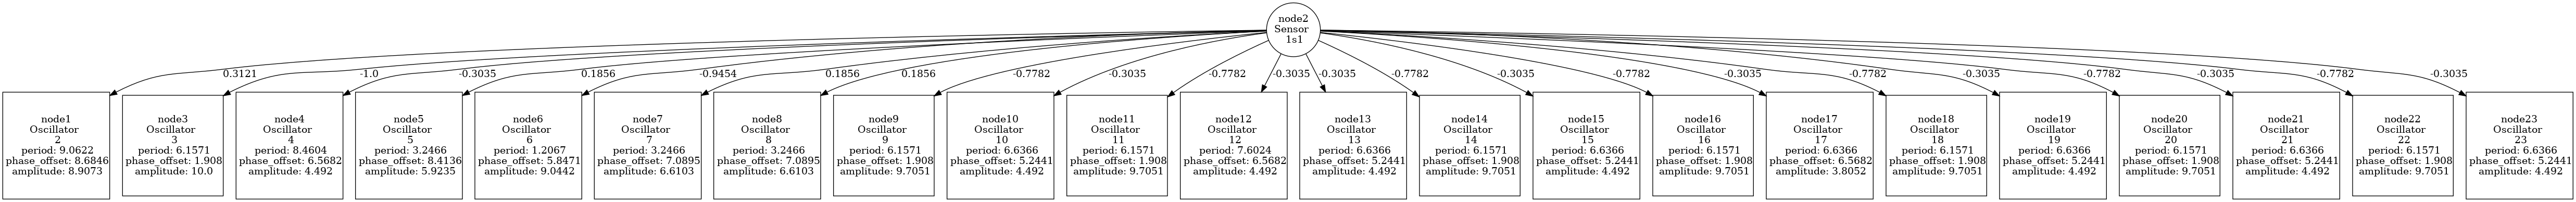 node2
Sensor
1s1
0.3121
-1.0
-0.3035
0.1856
-0.9454
0.1856
0.1856
-0.7782
-0.3035
-0.7782
-0.3035
-0.3035
-0.7782
-0.3035
-0.7782
-0.3035
-0.7782
-0.3035
-0.7782
-0.3035
-0.7782
-0.3035
node1
Oscillator
2
period: 9.0622
phase_offset: 8.6846
amplitude: 8.9073
node3
Oscillator
3
period: 6.1571
phase_offset: 1.908
amplitude: 10.0
node4
Oscillator
4
period: 8.4604
phase_offset: 6.5682
amplitude: 4.492
node5
Oscillator
5
period: 3.2466
phase_offset: 8.4136
amplitude: 5.9235
node6
Oscillator
6
period: 1.2067
phase_offset: 5.8471
amplitude: 9.0442
node7
Oscillator
7
period: 3.2466
phase_offset: 7.0895
amplitude: 6.6103
node8
Oscillator
8
period: 3.2466
phase_offset: 7.0895
amplitude: 6.6103
node9
Oscillator
9
period: 6.1571
phase_offset: 1.908
amplitude: 9.7051
node10
Oscillator
10
period: 6.6366
phase_offset: 5.2441
amplitude: 4.492
node11
Oscillator
11
period: 6.1571
phase_offset: 1.908
amplitude: 9.7051
node12
Oscillator
12
period: 7.6024
phase_offset: 6.5682
amplitude: 4.492
node13
Oscillator
13
period: 6.6366
phase_offset: 5.2441
amplitude: 4.492
node14
Oscillator
14
period: 6.1571
phase_offset: 1.908
amplitude: 9.7051
node15
Oscillator
15
period: 6.6366
phase_offset: 5.2441
amplitude: 4.492
node16
Oscillator
16
period: 6.1571
phase_offset: 1.908
amplitude: 9.7051
node17
Oscillator
17
period: 6.6366
phase_offset: 6.5682
amplitude: 3.8052
node18
Oscillator
18
period: 6.1571
phase_offset: 1.908
amplitude: 9.7051
node19
Oscillator
19
period: 6.6366
phase_offset: 5.2441
amplitude: 4.492
node20
Oscillator
20
period: 6.1571
phase_offset: 1.908
amplitude: 9.7051
node21
Oscillator
21
period: 6.6366
phase_offset: 5.2441
amplitude: 4.492
node22
Oscillator
22
period: 6.1571
phase_offset: 1.908
amplitude: 9.7051
node23
Oscillator
23
period: 6.6366
phase_offset: 5.2441
amplitude: 4.492